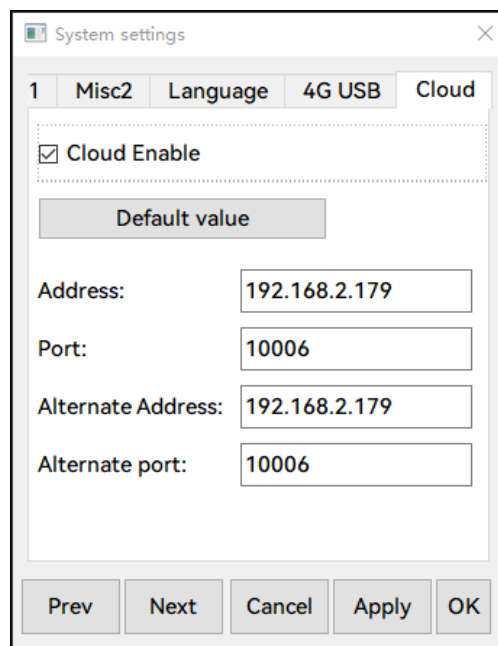 System settings
1 Misc2 Language 4G USB Cloud
Cloud Enable
Default value
Address: 192.168.2.179
Port: 10006
Alternate Address: 192.168.2.179
Alternate port: 10006
Prev Next Cancel Apply OK